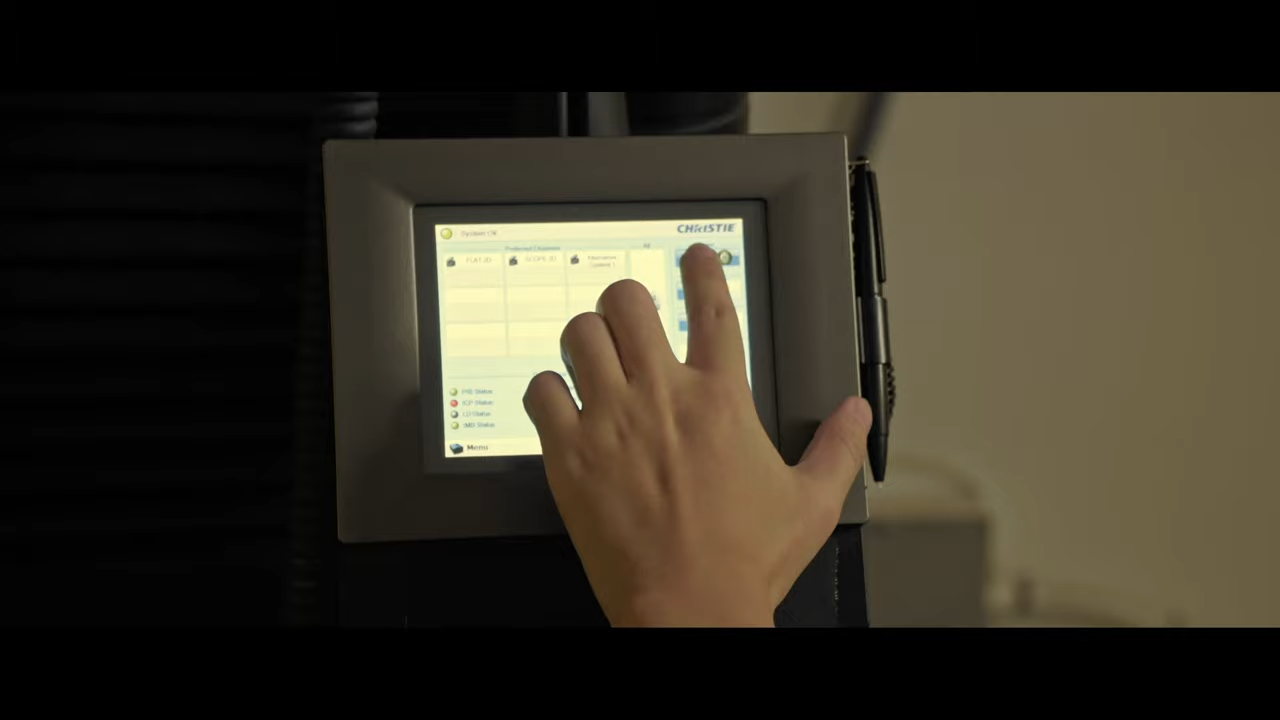 System OK
CHRISTIE
Preferred Channels
All
FLAT 2D
SCOPE 2D
Alternative
Content 1
PIB Status
ICP Status
LD Status
IMB Status
Menu